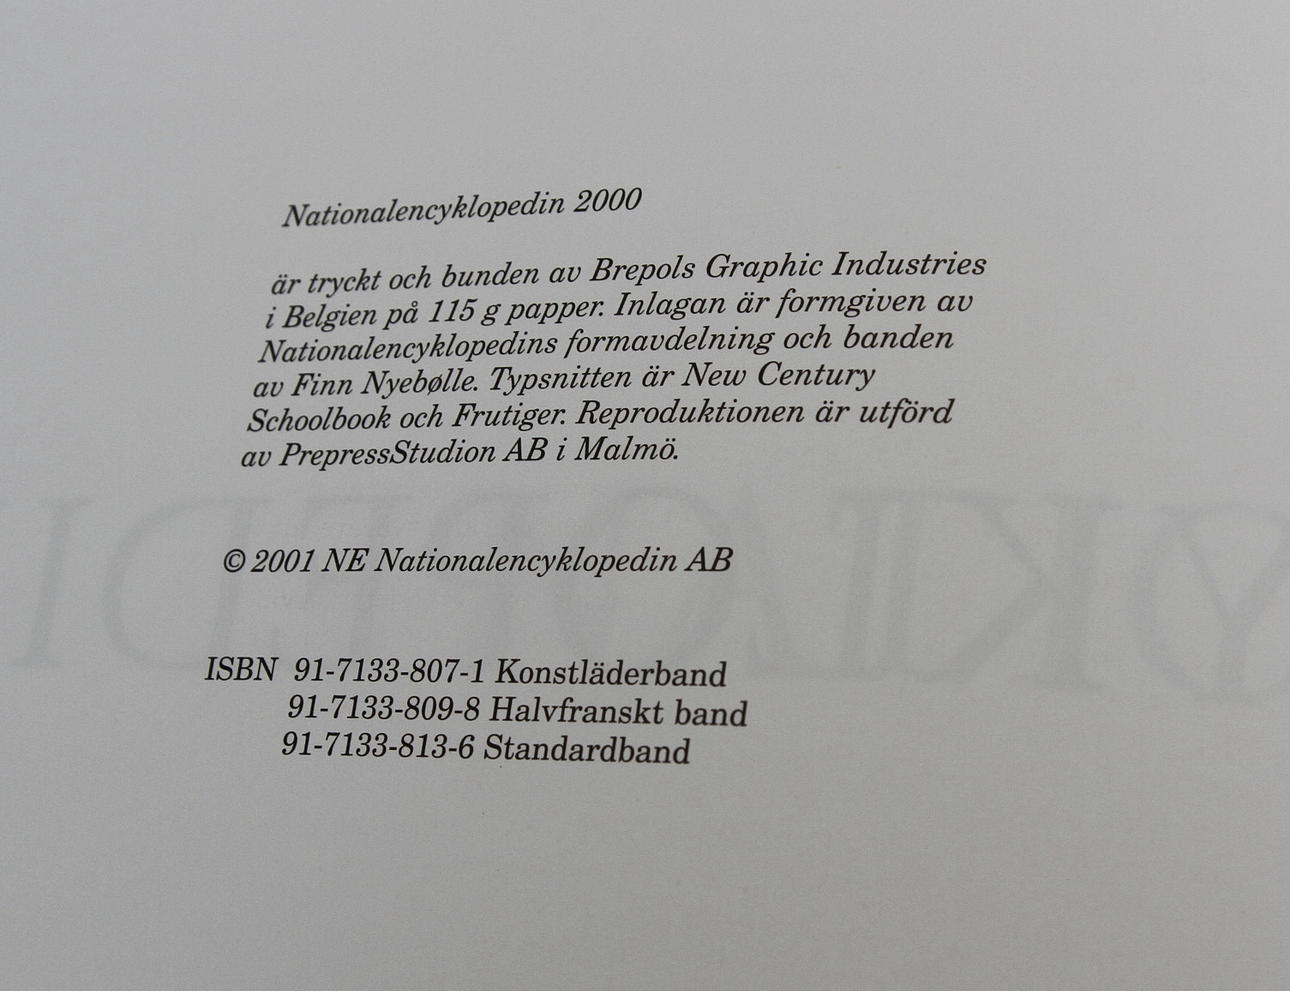 Nationalencyklopedin 2000
är tryckt och bunden av Brepols Graphic Industries
i Belgien på 115 g papper. Inlagan är formgiven av
Nationalencyklopedins formavdelning och banden
av Finn Nyebølle. Typsnitten är New Century
Schoolbook och Frutiger. Reproduktionen är utförd
av PrepressStudion AB i Malmö.
© 2001 NE Nationalencyklopedin AB
ISBN 91-7133-807-1 Konstläderband
91-7133-809-8 Halvfranskt band
91-7133-813-6 Standardband